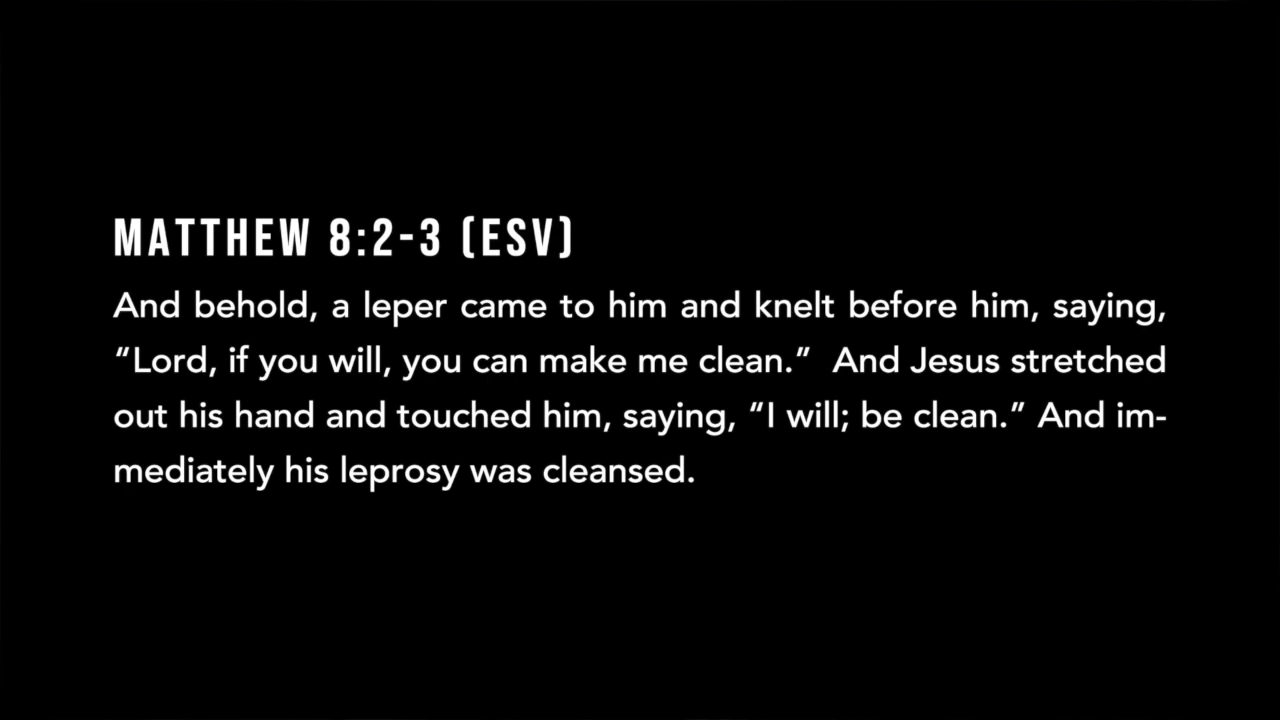 MATTHEW 8:2-3 (ESV)
And behold, a leper came to him and knelt before him, saying,
“Lord, if you will, you can make me clean.”  And Jesus stretched
out his hand and touched him, saying, “I will; be clean.” And im-
mediately his leprosy was cleansed.